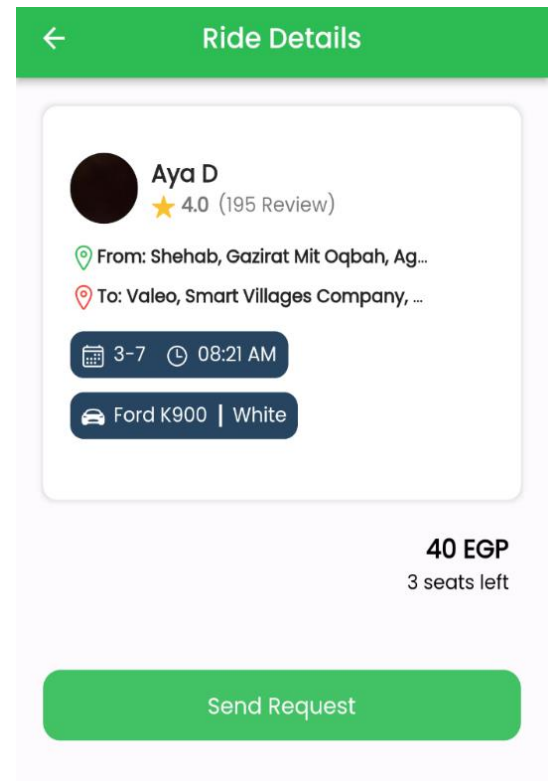 Ride Details
Aya D
4.0 (195 Review)
From: Shehab, Gazirat Mit Oqbah, Ag...
To: Valeo, Smart Villages Company, ...
3-7 08:21 AM
Ford K900 | White
40 EGP
3 seats left
Send Request